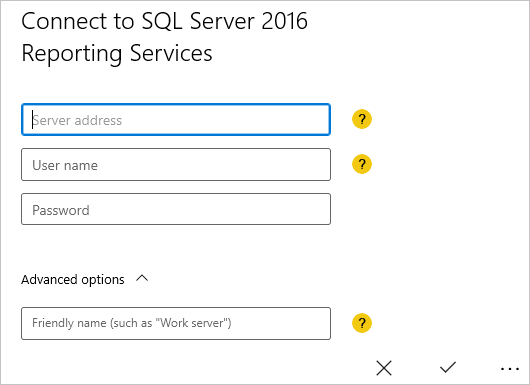 Connect to SQL Server 2016
Reporting Services
Server address
?
User name
?
Password
Advanced options
Friendly name (such as "Work server")
?